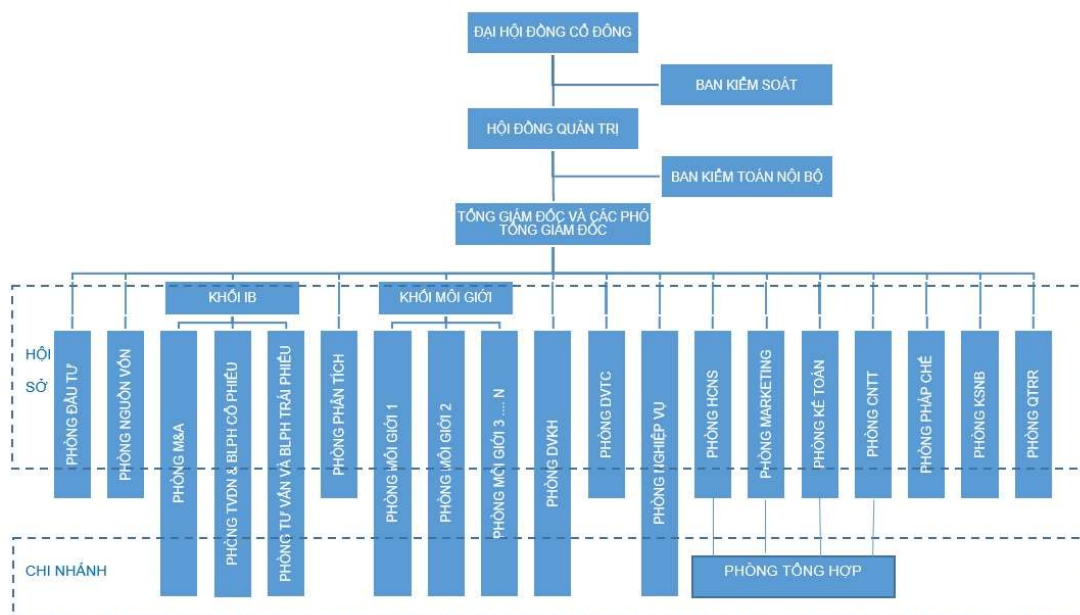 ĐẠI HỘI ĐỒNG CỔ ĐÔNG
BAN KIỂM SOÁT
HỘI ĐỒNG QUẢN TRỊ
BAN KIỂM TOÁN NỘI BỘ
TỔNG GIÁM ĐỐC VÀ CÁC PHÓ
TỔNG GIÁM ĐỐC
KHỐI IB
KHỐI MÔI GIỚI
HỘI
SỞ
PHÒNG ĐẦU TƯ
PHÒNG NGUỒN VỐN
PHÒNG M&A
PHÒNG TVDN & BLPH CỔ PHIẾU
PHÒNG TƯ VẤN VÀ BLPH TRÁI PHIẾU
PHÒNG PHÂN TÍCH
PHÒNG MÔI GIỚI 1
PHÒNG MÔI GIỚI 2
PHÒNG MÔI GIỚI 3 .... N
PHÒNG DVKH
PHÒNG DVTC
PHÒNG NGHIỆP VỤ
PHÒNG HCNS
PHÒNG MARKETING
PHÒNG KẾ TOÁN
PHÒNG CNTT
PHÒNG PHÁP CHẾ
PHÒNG KSNB
PHÒNG QTRR
CHI NHÁNH
PHÒNG TỔNG HỢP